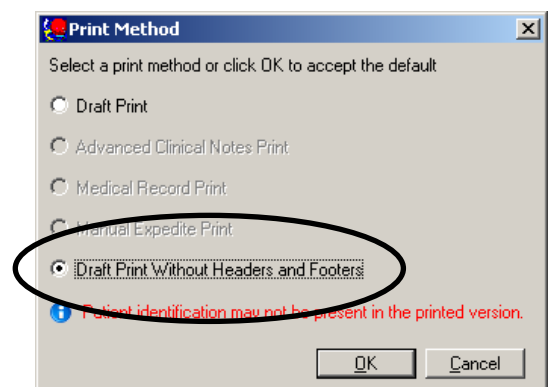 Print Method
Select a print method or click OK to accept the default
Draft Print
Advanced Clinical Notes Print
Medical Record Print
Manual Expedite Print
Draft Print Without Headers and Footers
Patient identification may not be present in the printed version.
OK Cancel